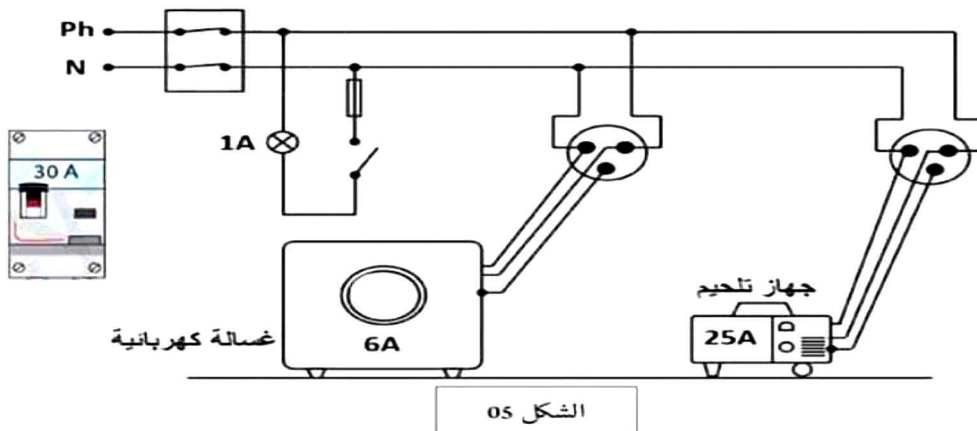 Ph
N
1A
30 A
جهاز تلحيم
غسالة كهربائية
6A
25A
الشكل 05